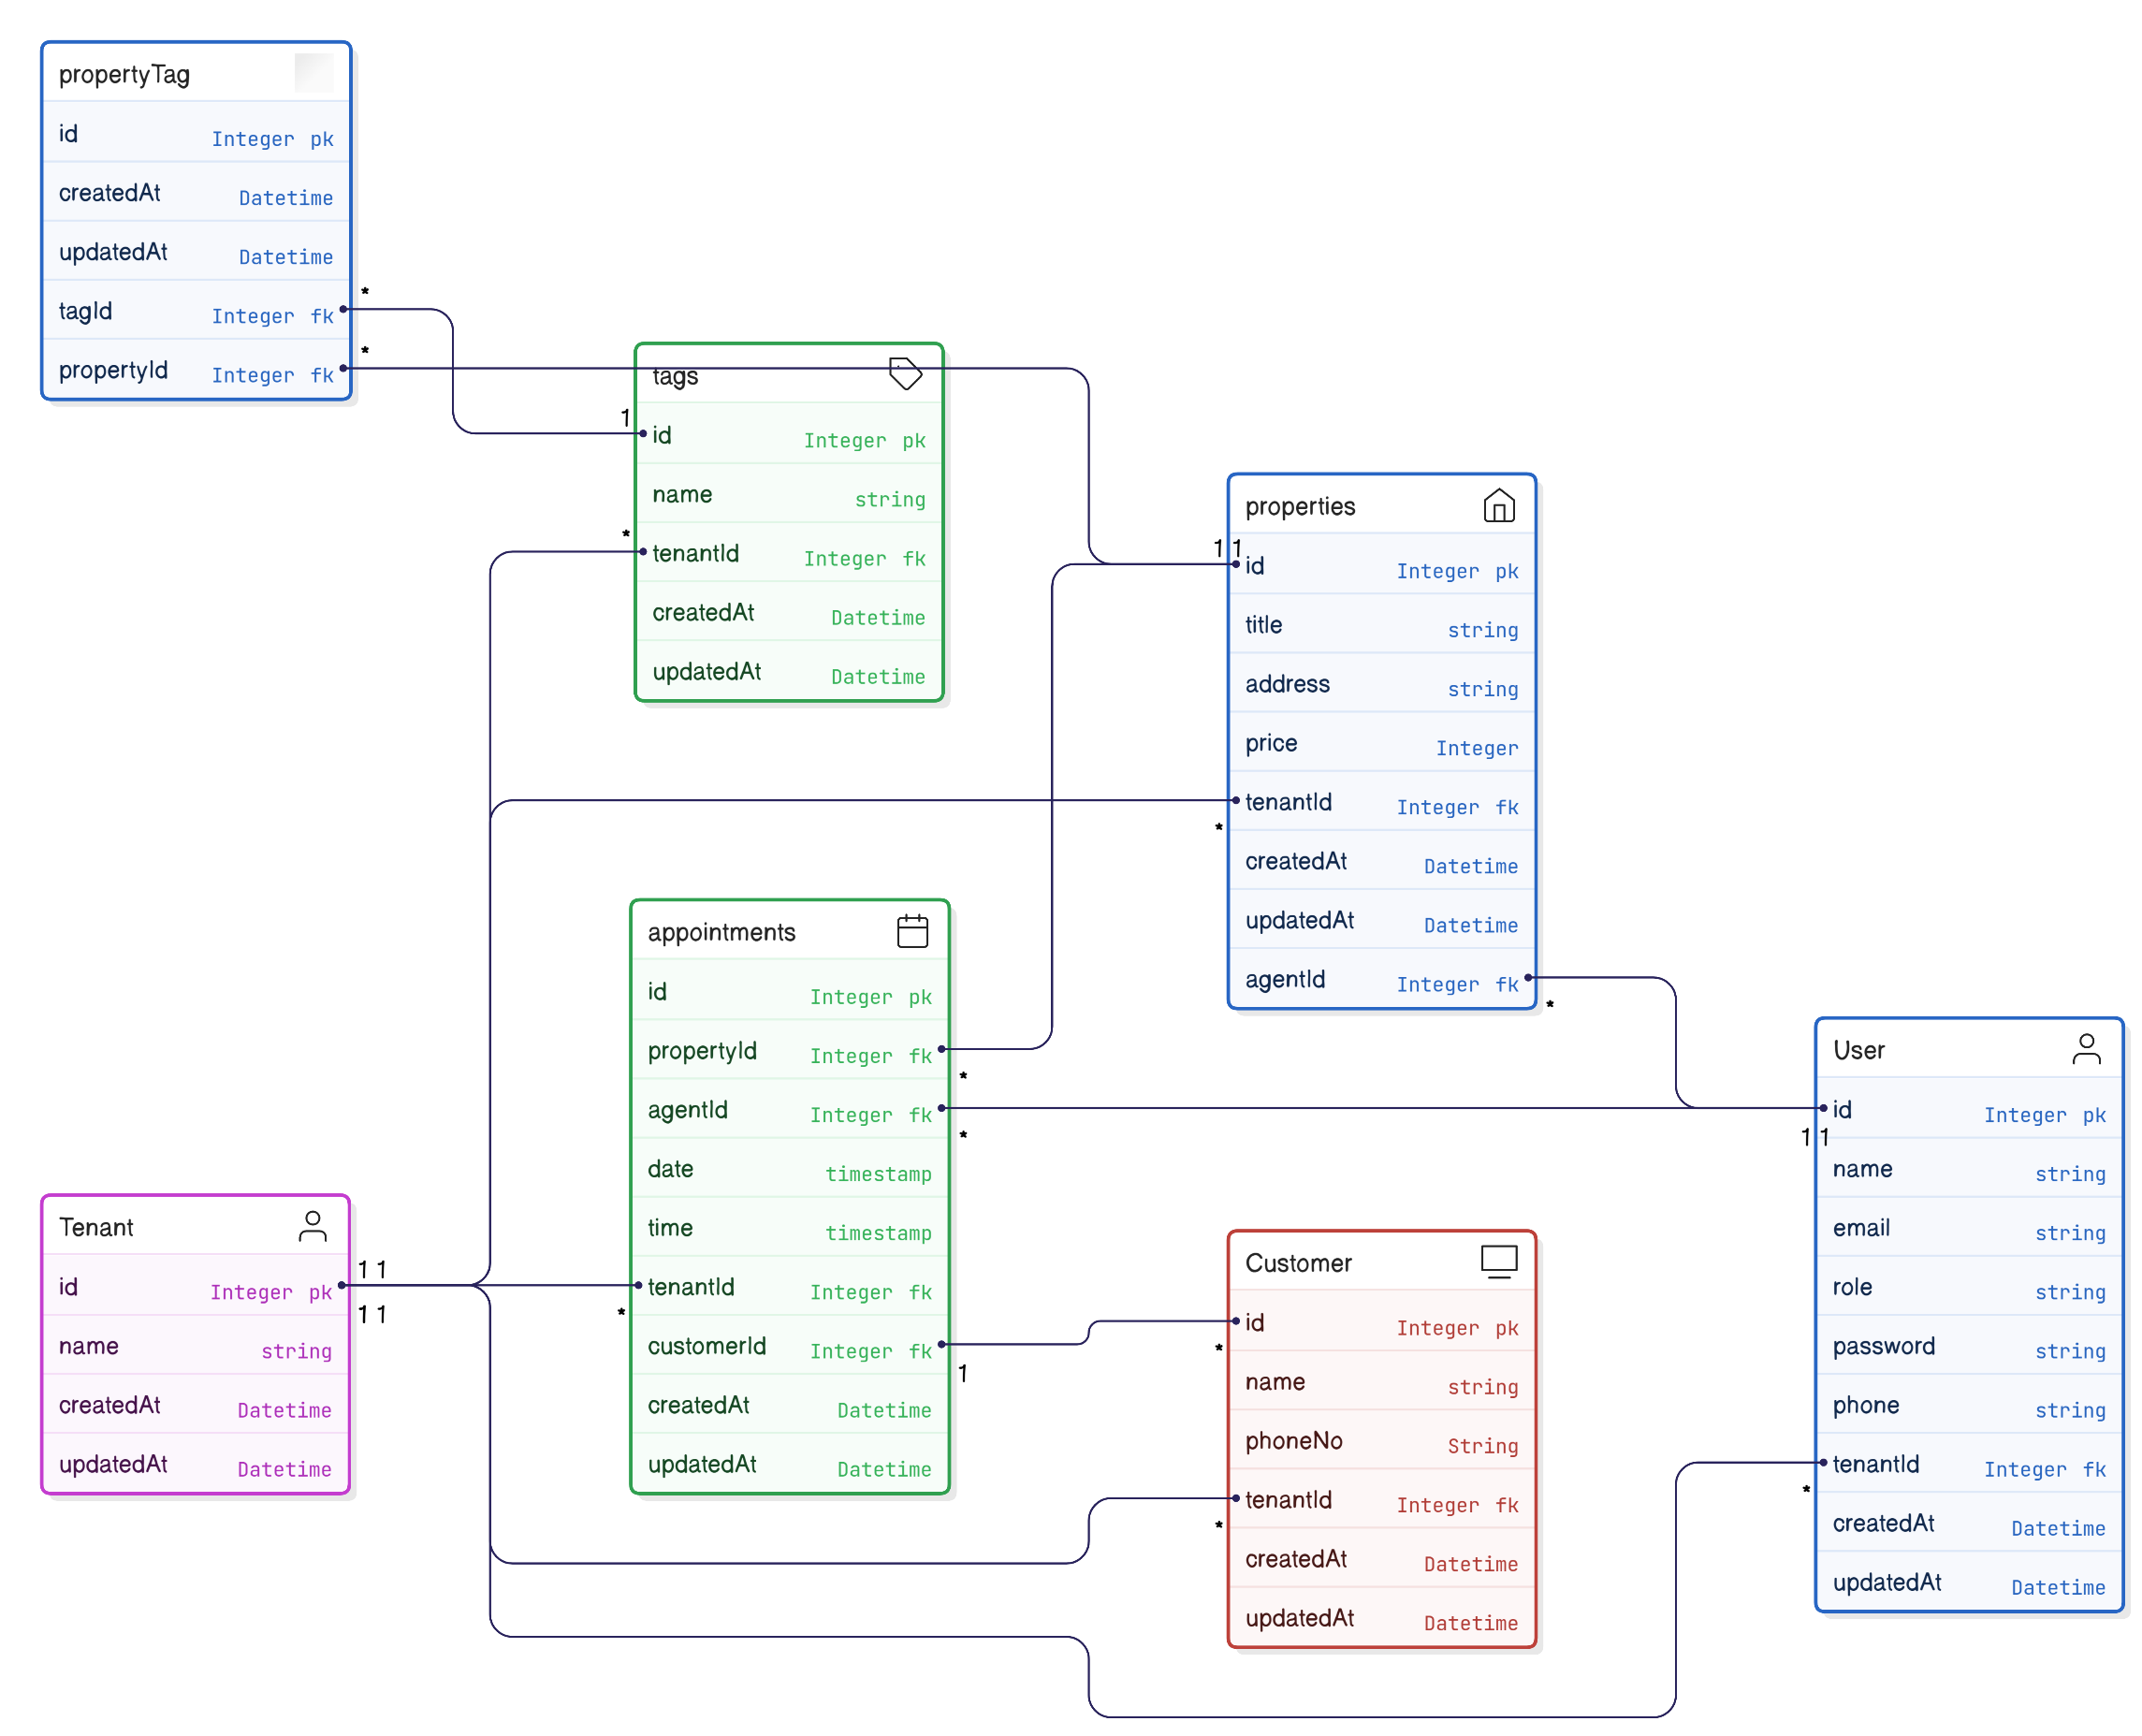 propertyTag
id Integer pk
createdAt Datetime
updatedAt Datetime
*
tagId Integer fk
*
propertyId Integer fk
tags
1
id Integer pk
name string
*
tenantId Integer fk
createdAt Datetime
updatedAt Datetime
properties
1 1
id Integer pk
title string
address string
price Integer
tenantId Integer fk
*
createdAt Datetime
updatedAt Datetime
agentId Integer fk
*
appointments
id Integer pk
propertyId Integer fk
*
agentId Integer fk
*
date timestamp
time timestamp
tenantId Integer fk
*
customerId Integer fk
1
createdAt Datetime
updatedAt Datetime
User
id Integer pk
1 1
name string
email string
role string
password string
phone string
tenantId Integer fk
*
createdAt Datetime
updatedAt Datetime
Tenant
1 1
id Integer pk
1 1
name string
createdAt Datetime
updatedAt Datetime
Customer
id Integer pk
*
name string
phoneNo String
tenantId Integer fk
*
createdAt Datetime
updatedAt Datetime